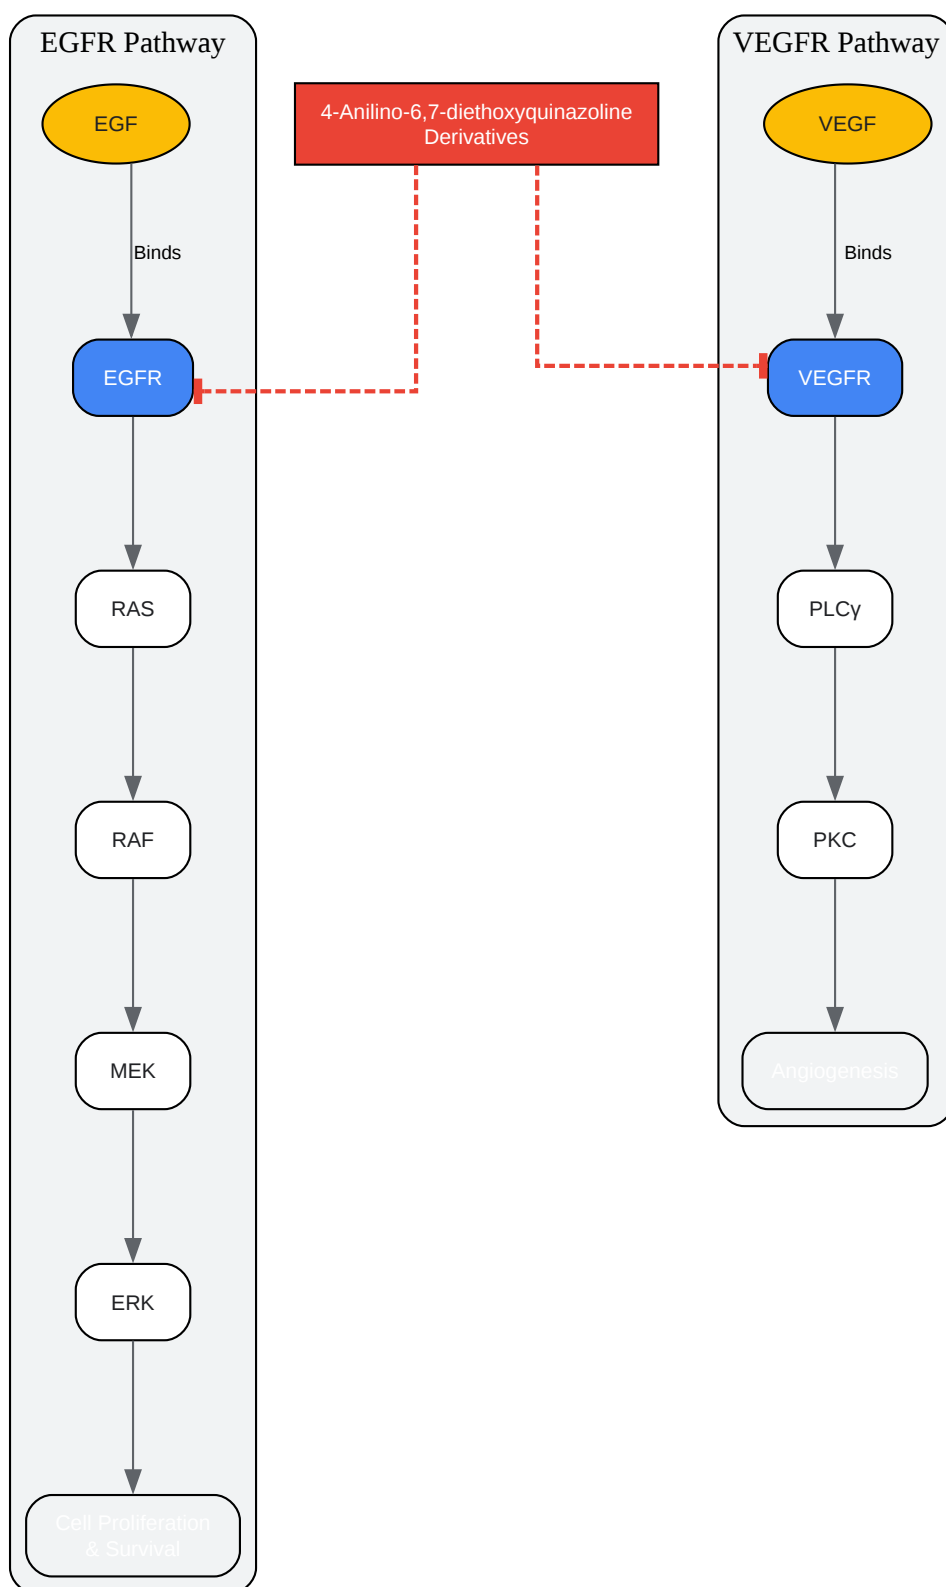 EGFR Pathway
EGF
Binds
EGFR
RAS
RAF
MEK
ERK
Cell Proliferation
& Survival
4-Anilino-6,7-diethoxyquinazoline
Derivatives
VEGFR Pathway
VEGF
Binds
VEGFR
PLCγ
PKC
Angiogenesis